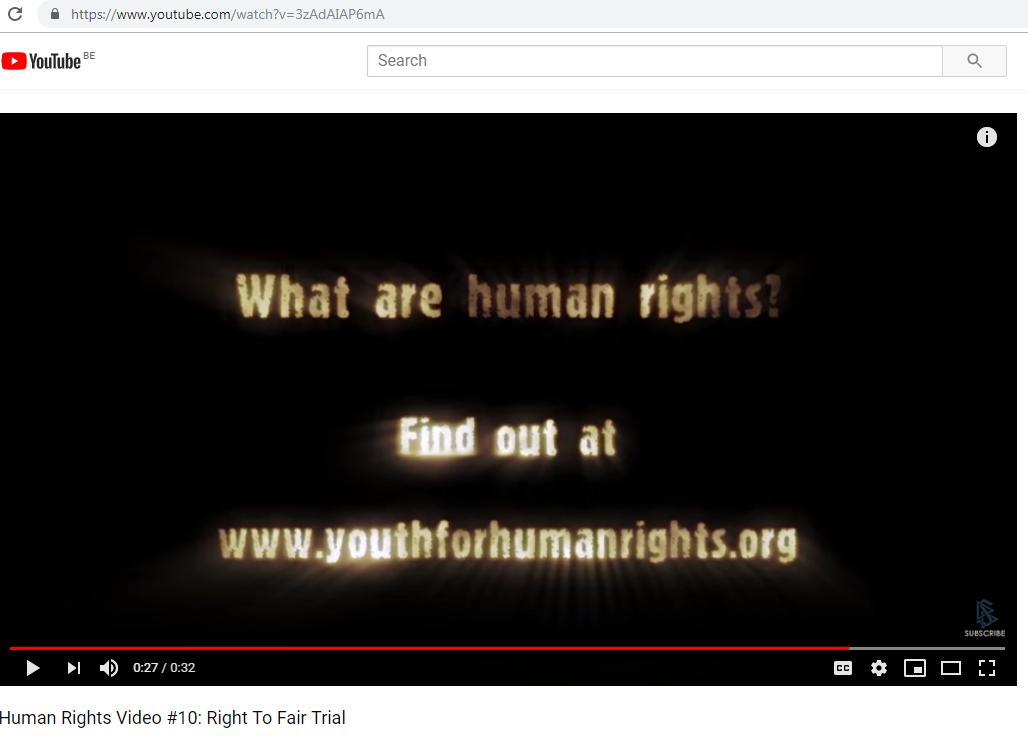 https://www.youtube.com/watch?v=3zAdAIAP6mA
YouTube BE
Search
What are human rights?
Find out at
www.youthforhumanrights.org
SUBSCRIBE
0:27 / 0:32
CC
Human Rights Video #10: Right To Fair Trial